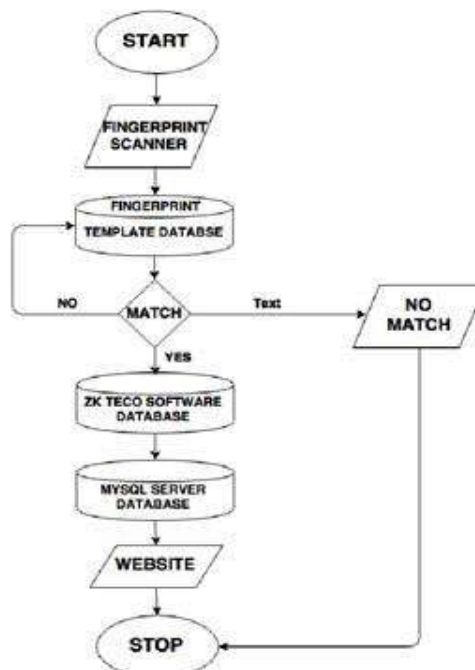 START
FINGERPRINT
SCANNER
FINGERPRINT
TEMPLATE DATABSE
NO
MATCH
Text
NO
MATCH
YES
ZK TECO SOFTWARE
DATABASE
MYSQL SERVER
DATABASE
WEBSITE
STOP